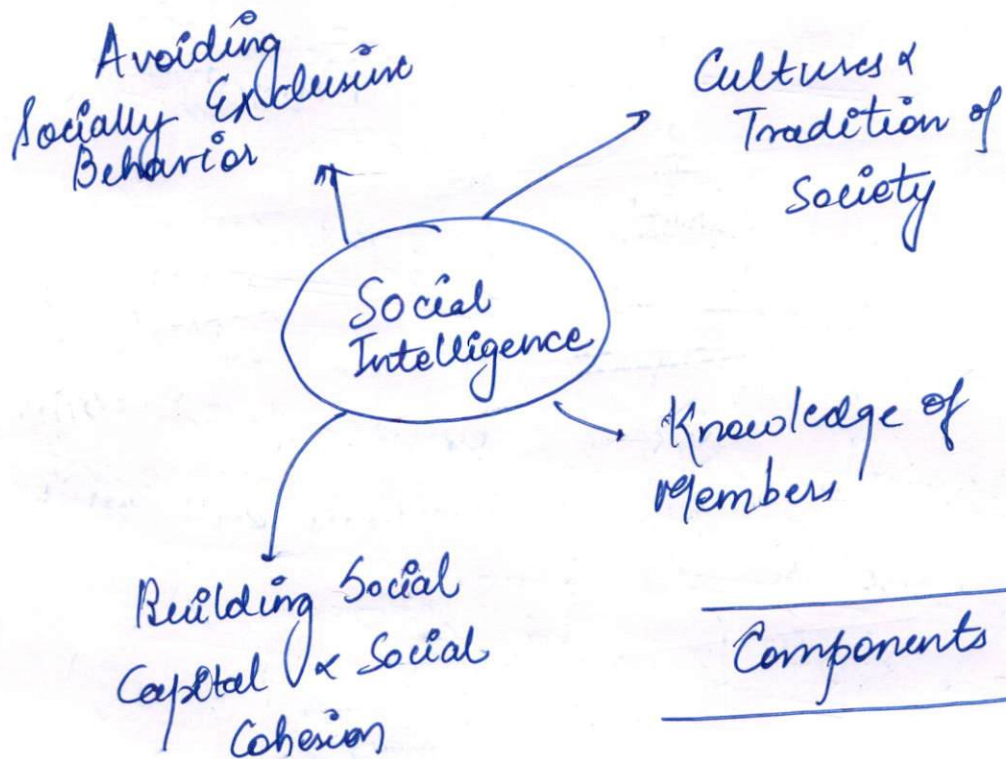 Avoiding
Socially Exclusive
Behavior
Cultures &
Tradition of
Society
Social
Intelligence
Knowledge of
Members
Building Social
Capital & Social
Cohesion
Components